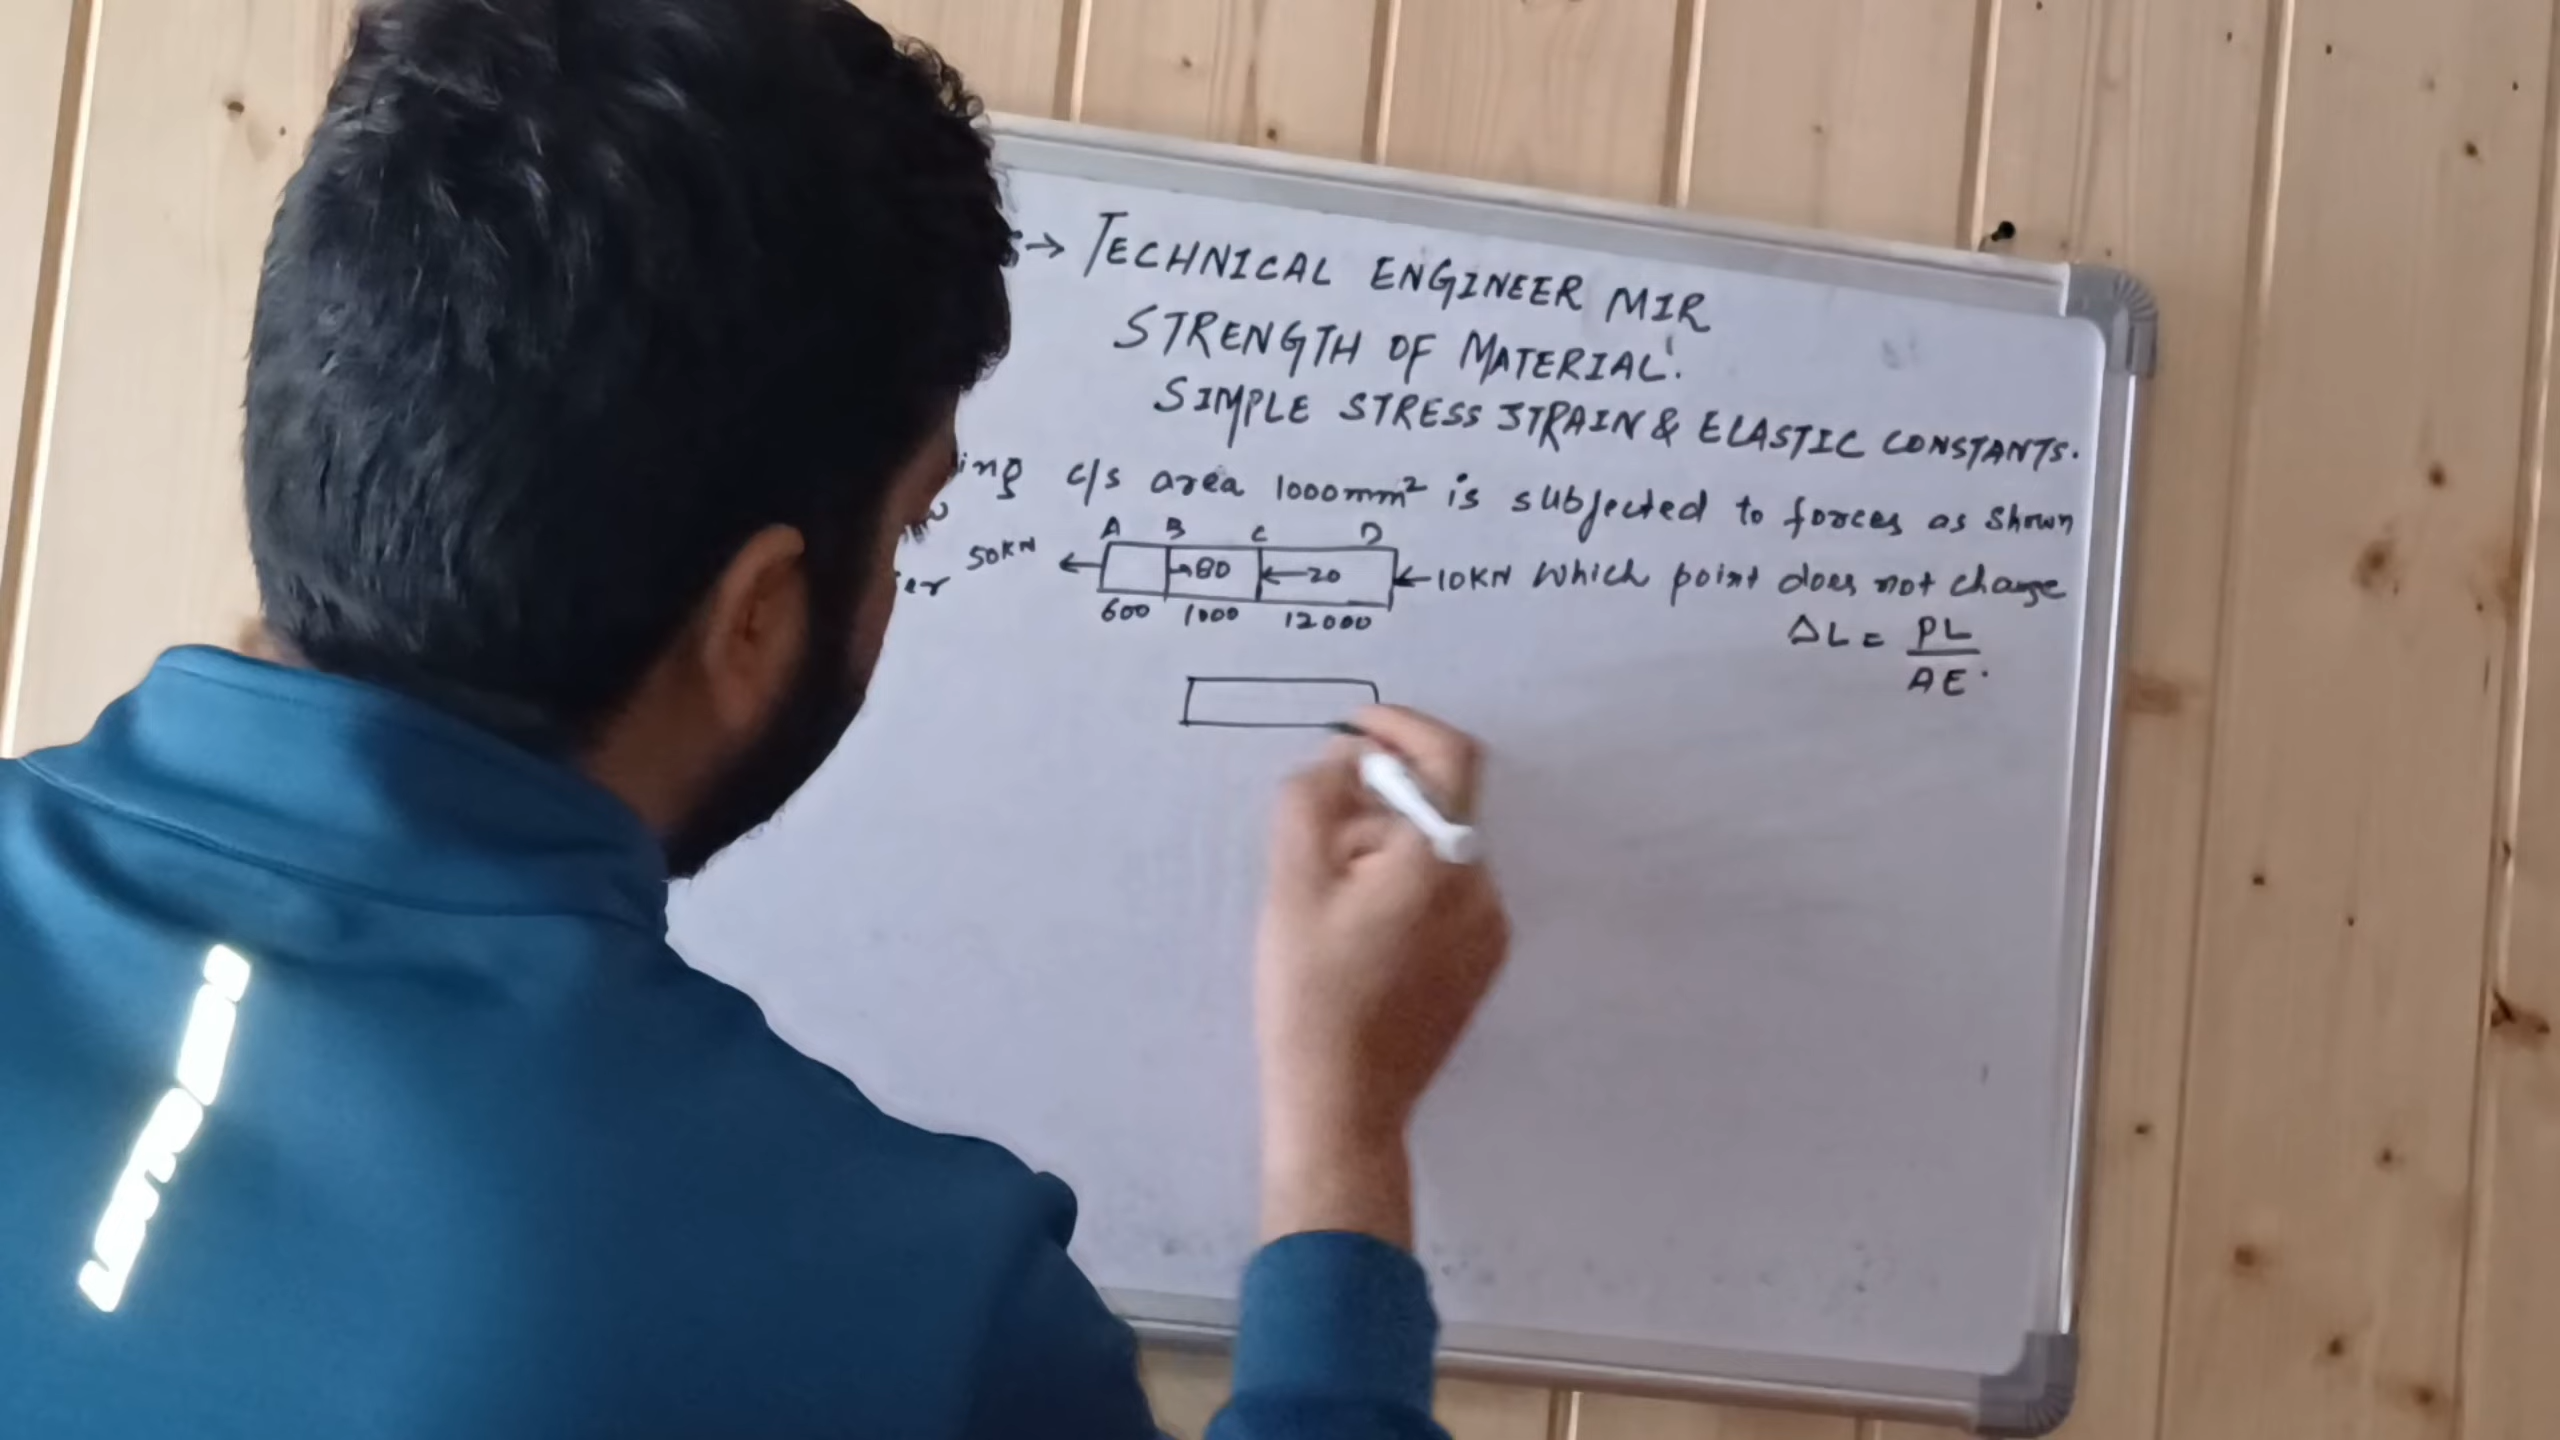 → TECHNICAL ENGINEER MIR
STRENGTH OF MATERIAL.
SIMPLE STRESS STRAIN & ELASTIC CONSTANTS.
ing c/s area 1000mm² is subjected to forces as shown
A B C D
50KN ← →80 ←20 ←10KN which point does not change
600 1000 12000
ΔL = PL
AE.